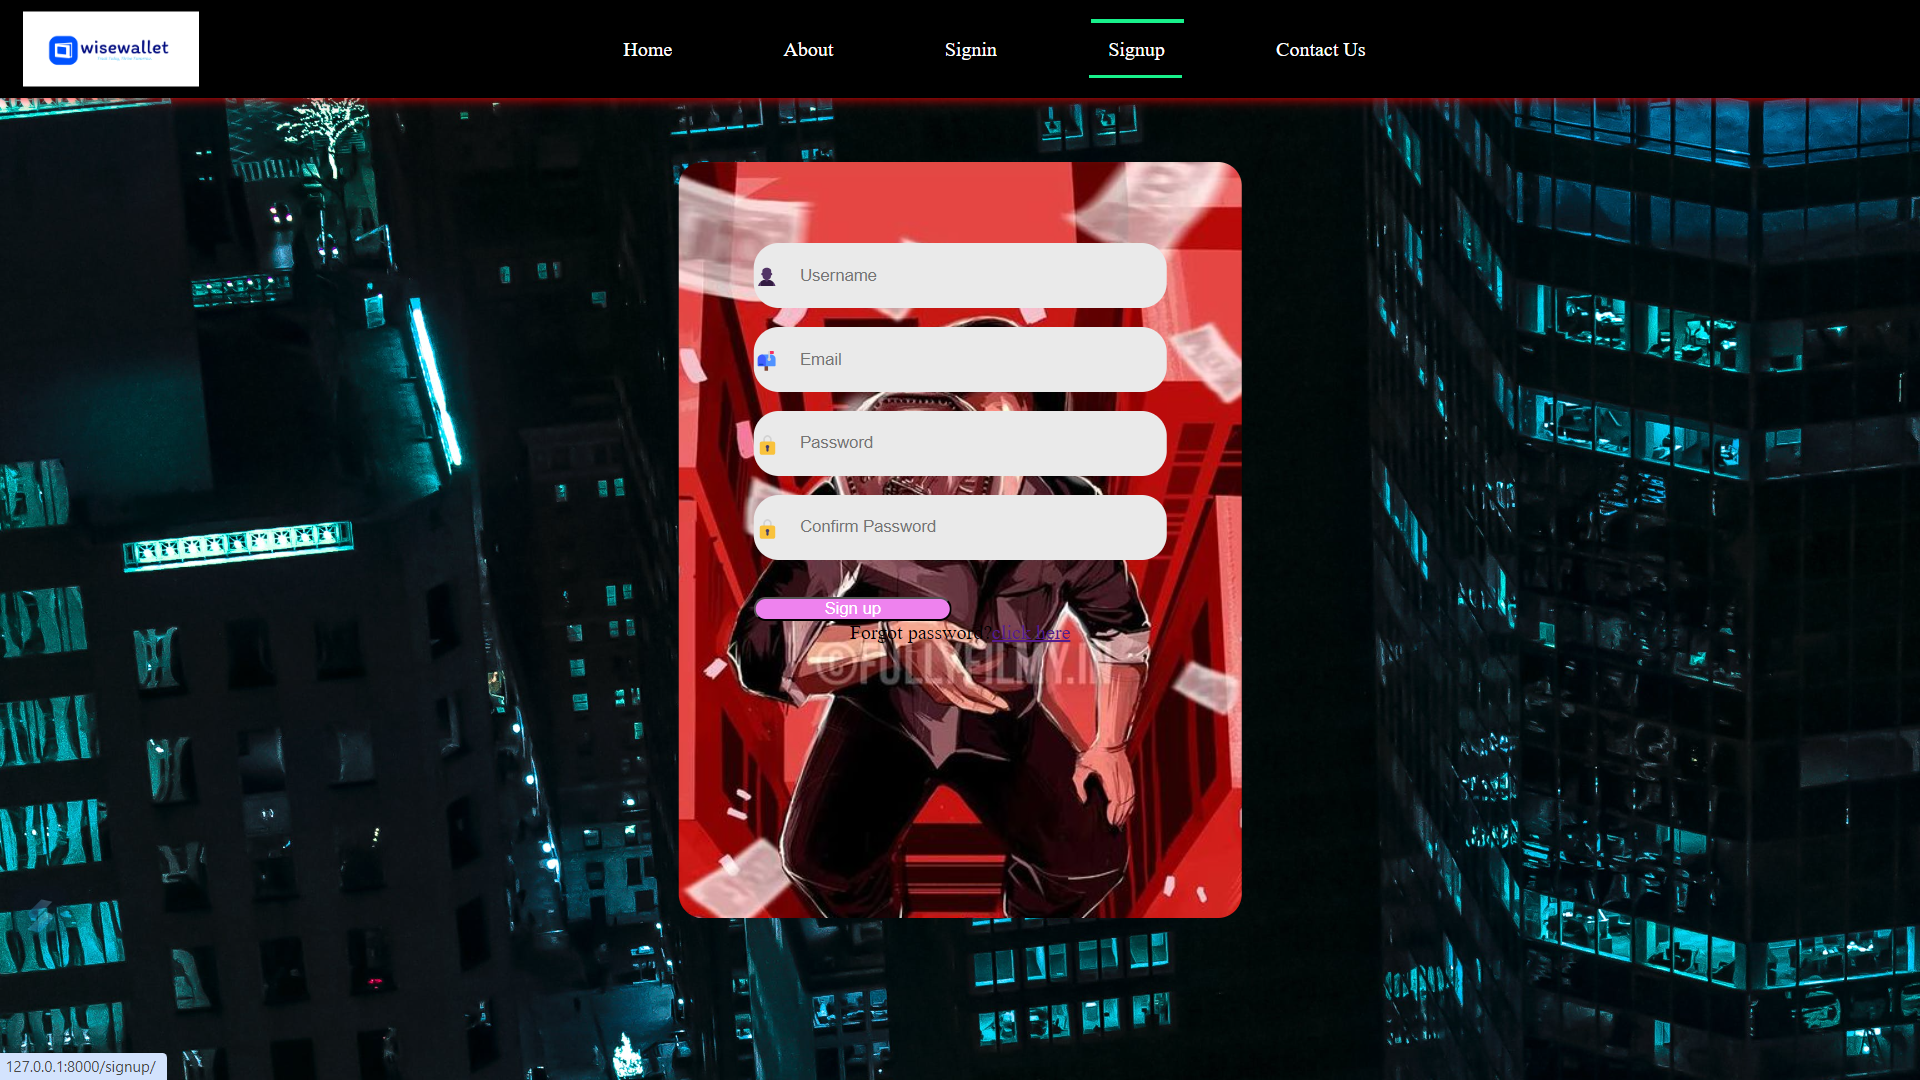 wisewallet
Home
About
Signin
Signup
Contact Us
Username
Email
Password
Confirm Password
Sign up
Forgot password?click here
©FULLYFILMY.IN
127.0.0.1:8000/signup/